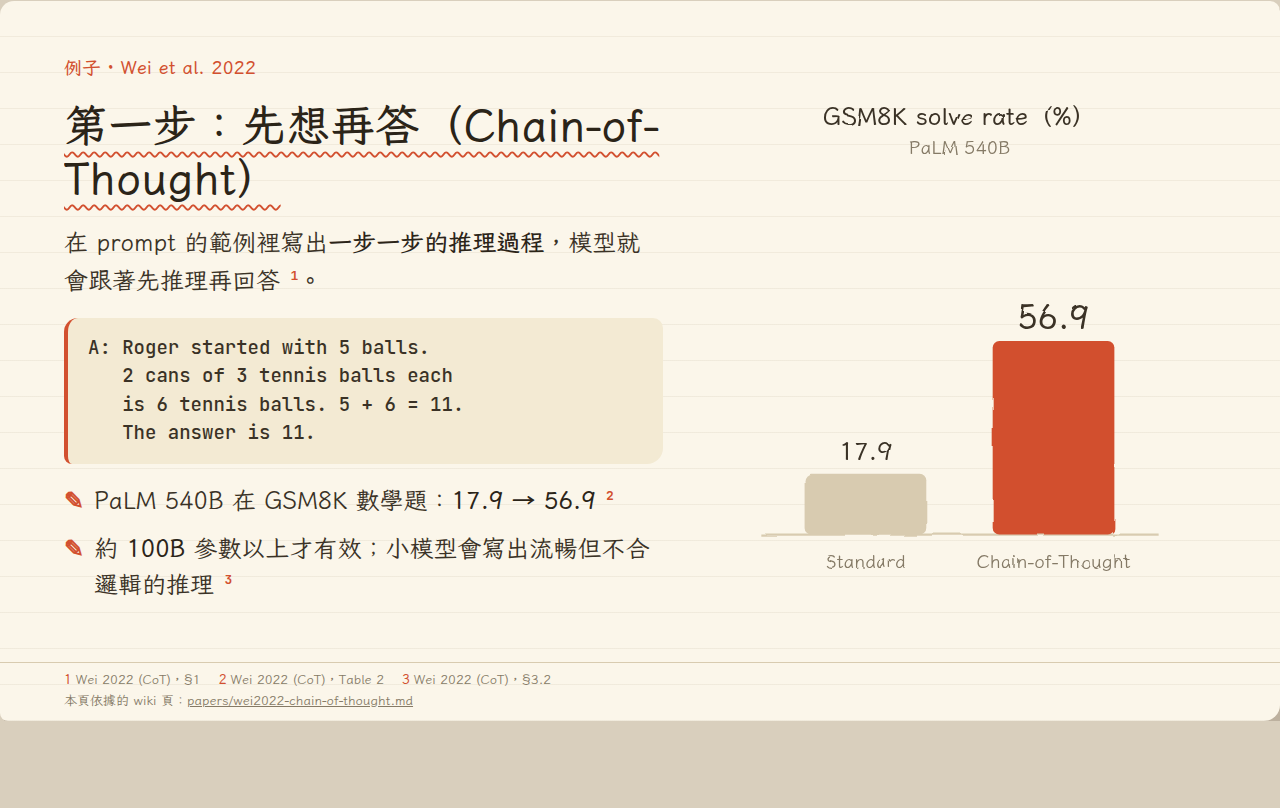 例子・Wei et al. 2022
第一步：先想再答（Chain-of-
Thought）
在 prompt 的範例裡寫出一步一步的推理過程，模型就
會跟著先推理再回答 1。
A: Roger started with 5 balls.
2 cans of 3 tennis balls each
is 6 tennis balls. 5 + 6 = 11.
The answer is 11.
✎ PaLM 540B 在 GSM8K 數學題：17.9 → 56.9 2
✎ 約 100B 參數以上才有效；小模型會寫出流暢但不合
邏輯的推理 3
GSM8K solve rate（%）
PaLM 540B
56.9
17.9
Standard
Chain-of-Thought
1 Wei 2022 (CoT)，§1 2 Wei 2022 (CoT)，Table 2 3 Wei 2022 (CoT)，§3.2
本頁依據的 wiki 頁：papers/wei2022-chain-of-thought.md